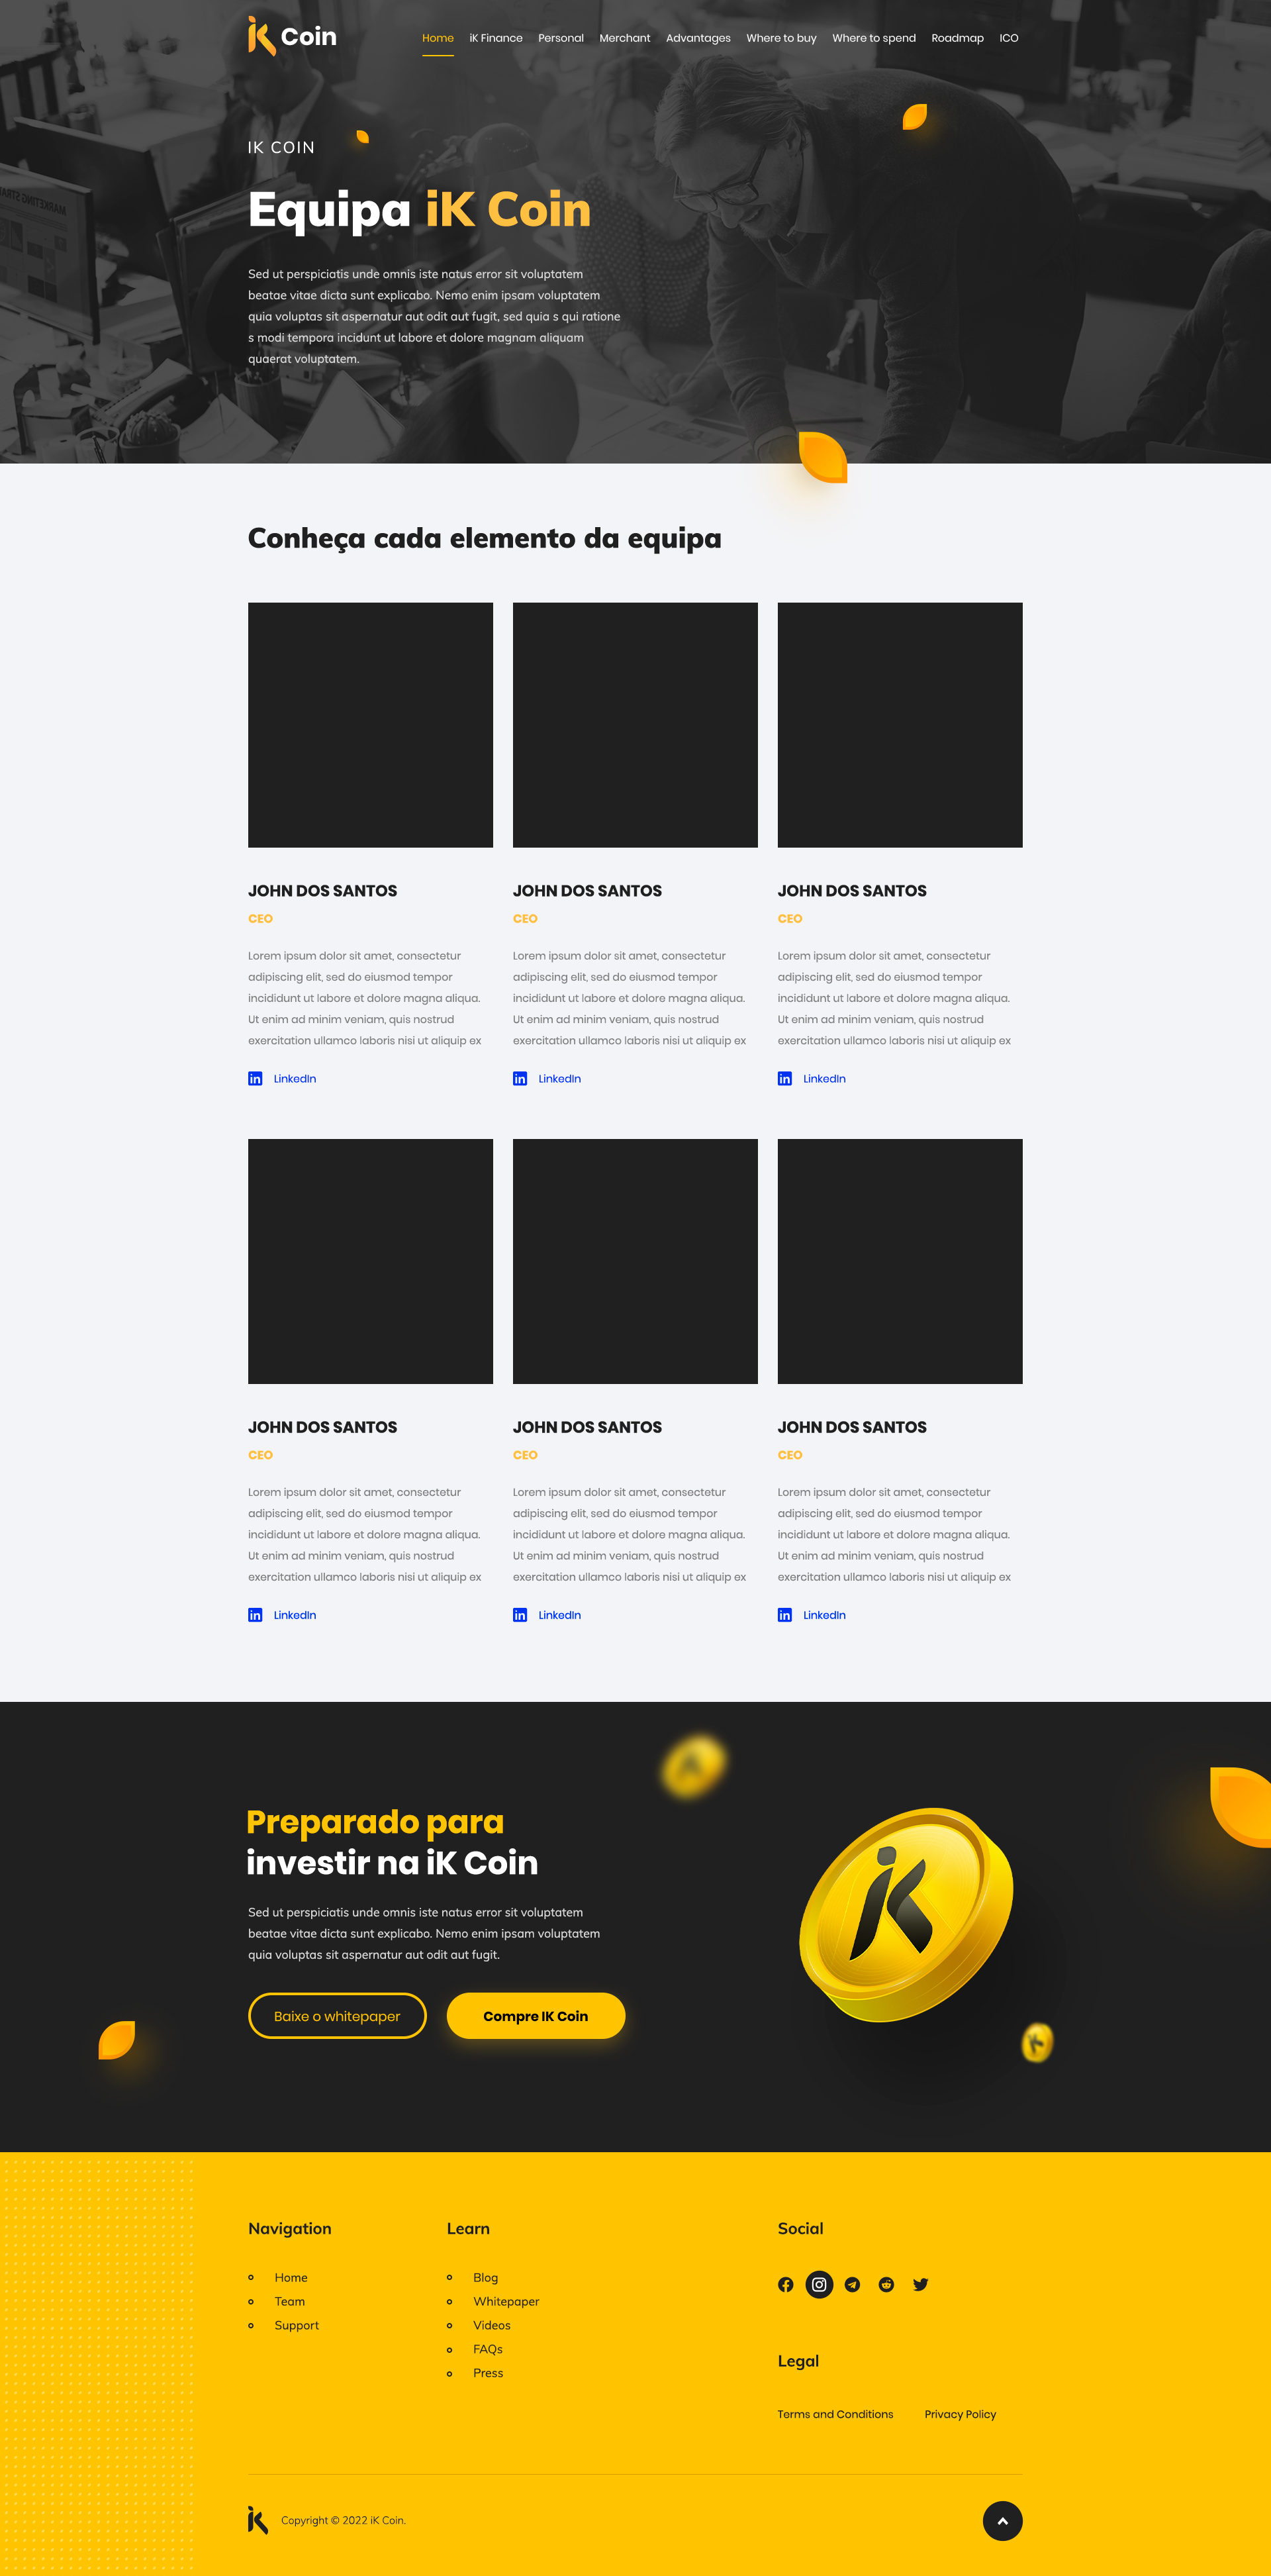 iK Coin
Home iK Finance Personal Merchant Advantages Where to buy Where to spend Roadmap ICO
MARKETING STRA
IK COIN
Equipa iK Coin
Sed ut perspiciatis unde omnis iste natus error sit voluptatem
beatae vitae dicta sunt explicabo. Nemo enim ipsam voluptatem
quia voluptas sit aspernatur aut odit aut fugit, sed quia s qui ratione
s modi tempora incidunt ut labore et dolore magnam aliquam
quaerat voluptatem.
Conheça cada elemento da equipa
JOHN DOS SANTOS
CEO
Lorem ipsum dolor sit amet, consectetur
adipiscing elit, sed do eiusmod tempor
incididunt ut labore et dolore magna aliqua.
Ut enim ad minim veniam, quis nostrud
exercitation ullamco laboris nisi ut aliquip ex
LinkedIn
JOHN DOS SANTOS
CEO
Lorem ipsum dolor sit amet, consectetur
adipiscing elit, sed do eiusmod tempor
incididunt ut labore et dolore magna aliqua.
Ut enim ad minim veniam, quis nostrud
exercitation ullamco laboris nisi ut aliquip ex
LinkedIn
JOHN DOS SANTOS
CEO
Lorem ipsum dolor sit amet, consectetur
adipiscing elit, sed do eiusmod tempor
incididunt ut labore et dolore magna aliqua.
Ut enim ad minim veniam, quis nostrud
exercitation ullamco laboris nisi ut aliquip ex
LinkedIn
JOHN DOS SANTOS
CEO
Lorem ipsum dolor sit amet, consectetur
adipiscing elit, sed do eiusmod tempor
incididunt ut labore et dolore magna aliqua.
Ut enim ad minim veniam, quis nostrud
exercitation ullamco laboris nisi ut aliquip ex
LinkedIn
JOHN DOS SANTOS
CEO
Lorem ipsum dolor sit amet, consectetur
adipiscing elit, sed do eiusmod tempor
incididunt ut labore et dolore magna aliqua.
Ut enim ad minim veniam, quis nostrud
exercitation ullamco laboris nisi ut aliquip ex
LinkedIn
JOHN DOS SANTOS
CEO
Lorem ipsum dolor sit amet, consectetur
adipiscing elit, sed do eiusmod tempor
incididunt ut labore et dolore magna aliqua.
Ut enim ad minim veniam, quis nostrud
exercitation ullamco laboris nisi ut aliquip ex
LinkedIn
Preparado para
investir na iK Coin
Sed ut perspiciatis unde omnis iste natus error sit voluptatem
beatae vitae dicta sunt explicabo. Nemo enim ipsam voluptatem
quia voluptas sit aspernatur aut odit aut fugit.
Baixe o whitepaper
Compre IK Coin
iK
Navigation
Home
Team
Support
Learn
Blog
Whitepaper
Videos
FAQs
Press
Social
Legal
Terms and Conditions Privacy Policy
iK Copyright © 2022 iK Coin.